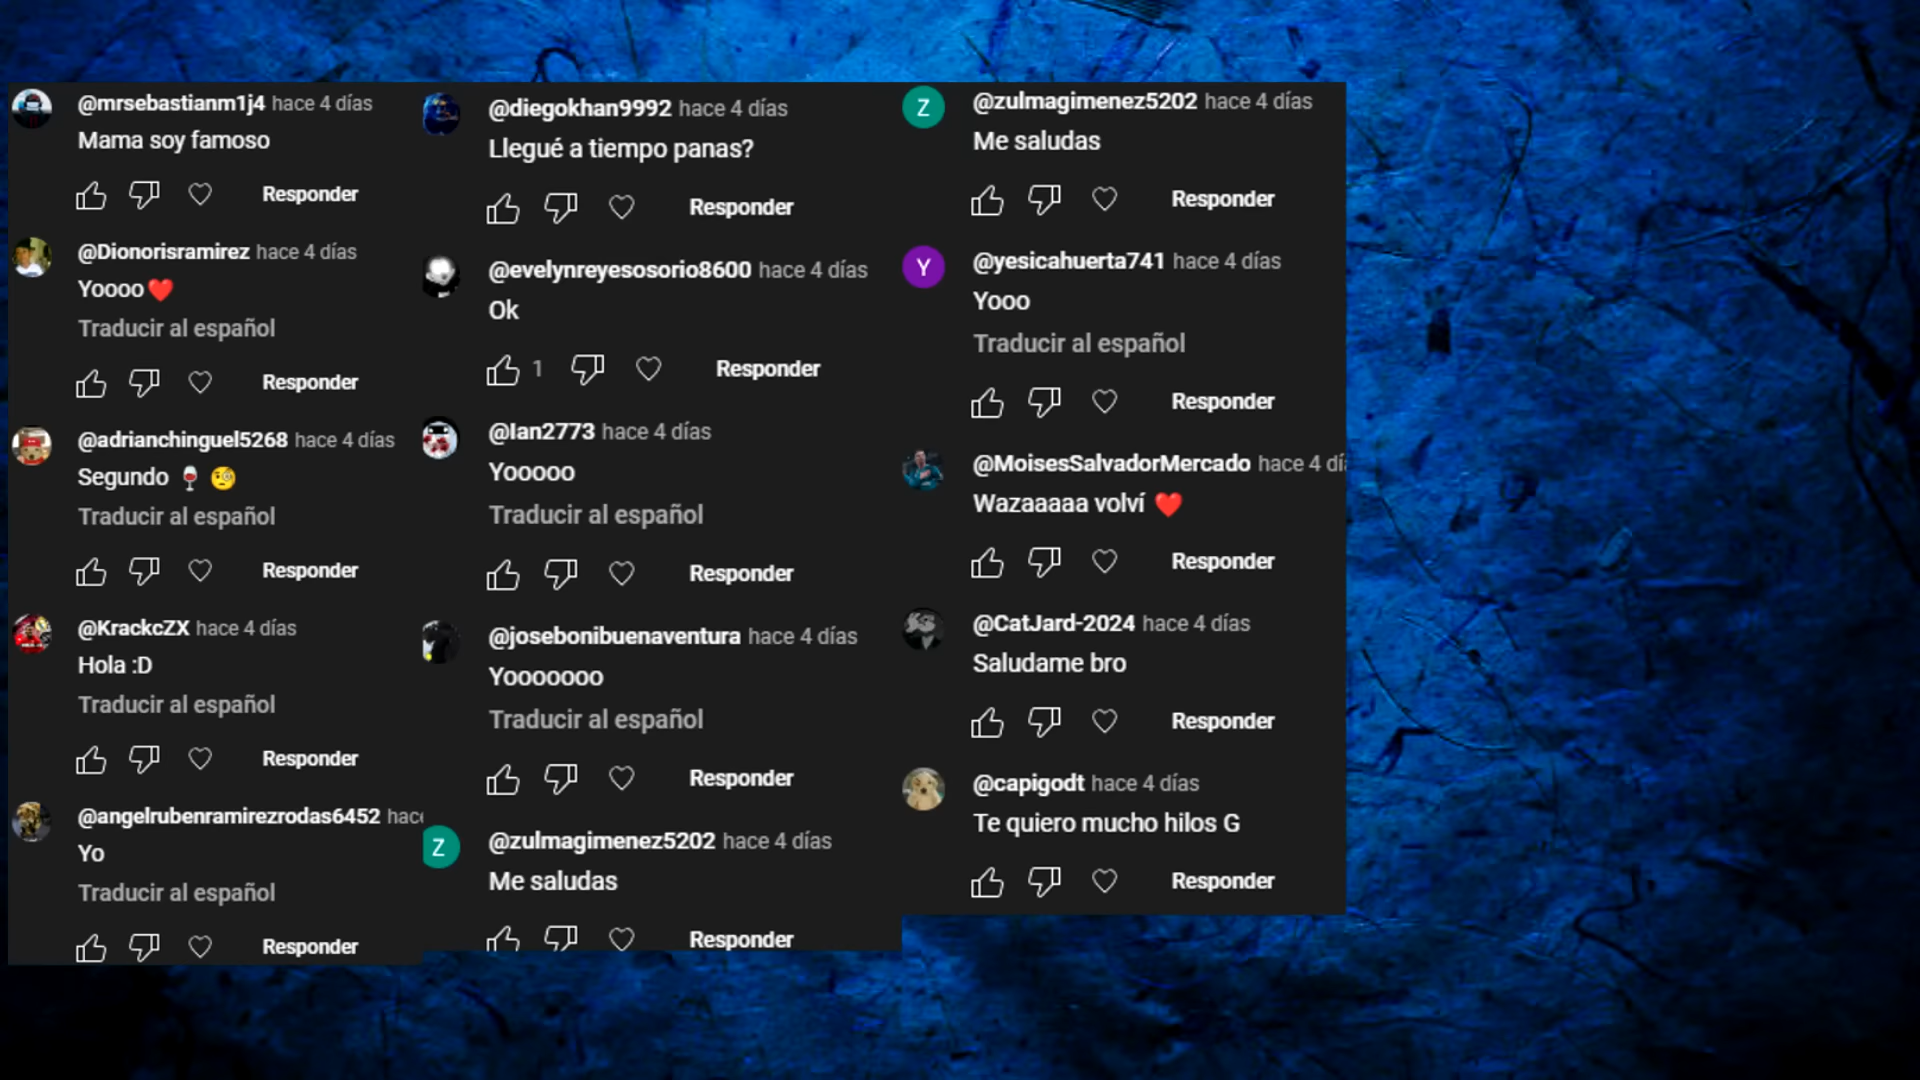 @mrsebastianm1j4 hace 4 días
Mama soy famoso
Responder
@Dionorisramirez hace 4 días
Yoooo❤️
Traducir al español
Responder
@adrianchinguel5268 hace 4 días
Segundo 🍷 🧐
Traducir al español
Responder
@KrackcZX hace 4 días
Hola :D
Traducir al español
Responder
@angelrubenramirezrodas6452 hace
Yo
Traducir al español
Responder
@diegokhan9992 hace 4 días
Llegué a tiempo panas?
Responder
@evelynreyesosorio8600 hace 4 días
Ok
1 Responder
@Ian2773 hace 4 días
Yooooo
Traducir al español
Responder
@josebonibuenaventura hace 4 días
Yooooooo
Traducir al español
Responder
Z @zulmagimenez5202 hace 4 días
Me saludas
Responder
Z @zulmagimenez5202 hace 4 días
Me saludas
Responder
Y @yesicahuerta741 hace 4 días
Yooo
Traducir al español
Responder
@MoisesSalvadorMercado hace 4 día
Wazaaaaa volví ❤️
Responder
@CatJard-2024 hace 4 días
Saludame bro
Responder
@capigodt hace 4 días
Te quiero mucho hilos G
Responder